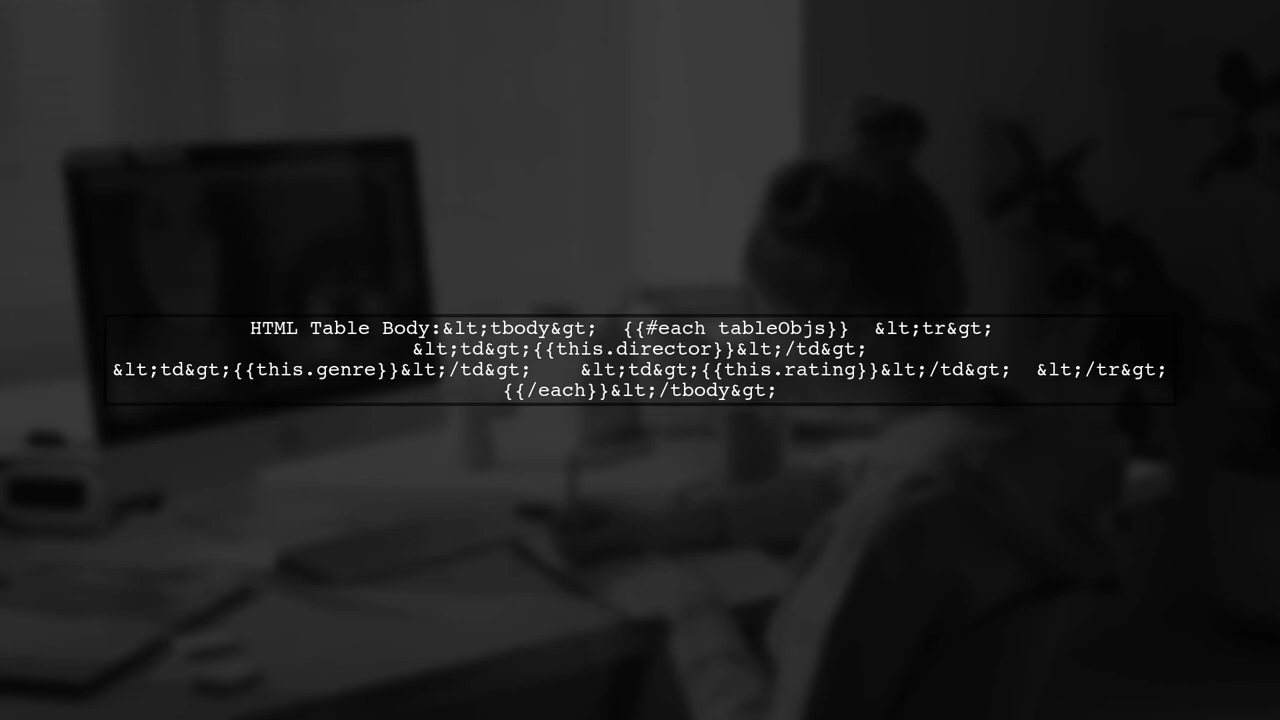 HTML Table Body:&lt;tbody&gt;  {{#each tableObjs}}  &lt;tr&gt;
&lt;td&gt;{{this.director}}&lt;/td&gt;
&lt;td&gt;{{this.genre}}&lt;/td&gt;    &lt;td&gt;{{this.rating}}&lt;/td&gt;  &lt;/tr&gt;
{{/each}}&lt;/tbody&gt;